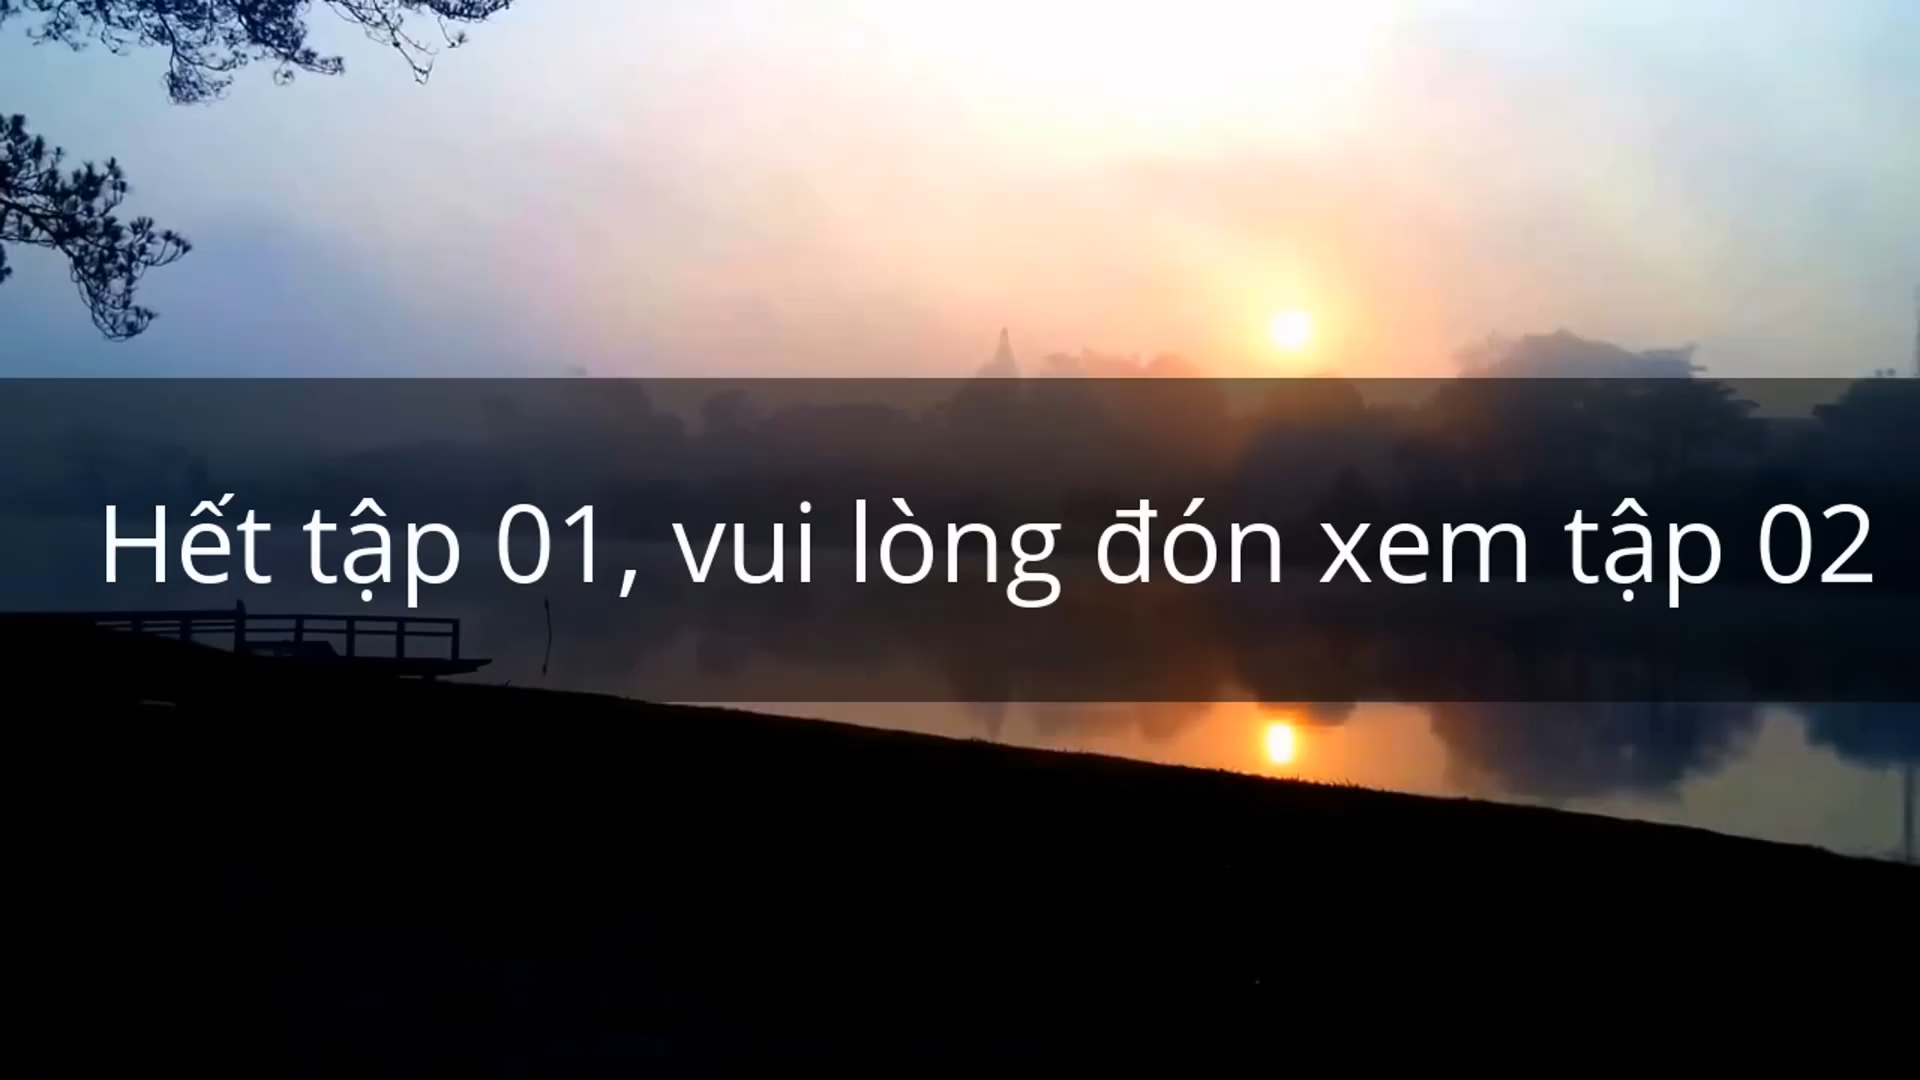 Hết tập 01, vui lòng đón xem tập 02